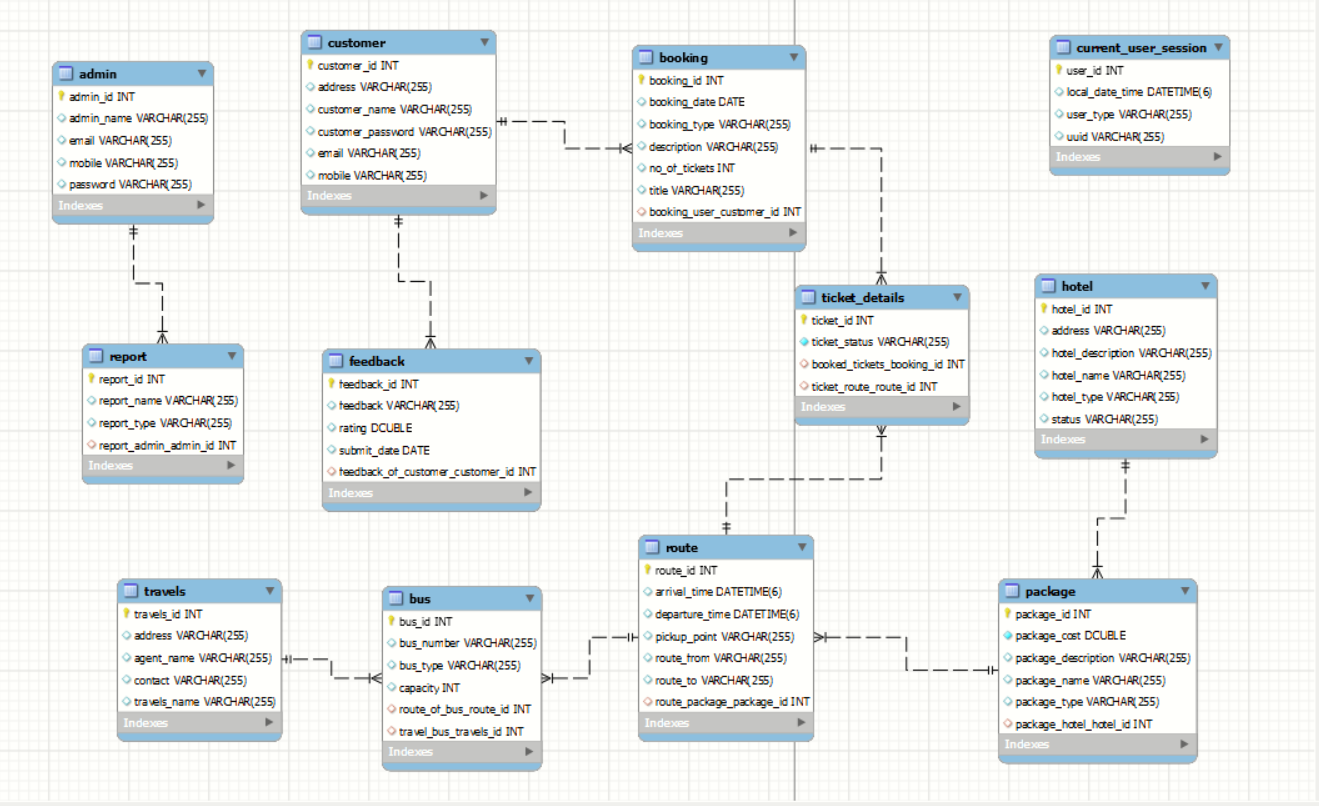 admin
admin_id INT
admin_name VARCHAR(255)
email VARCHAR(255)
mobile VARCHAR(255)
password VARCHAR(255)
Indexes
customer
customer_id INT
address VARCHAR(255)
customer_name VARCHAR(255)
customer_password VARCHAR(255)
email VARCHAR(255)
mobile VARCHAR(255)
Indexes
booking
booking_id INT
booking_date DATE
booking_type VARCHAR(255)
description VARCHAR(255)
no_of_tickets INT
title VARCHAR(255)
booking_user_customer_id INT
Indexes
current_user_session
user_id INT
local_date_time DATETIME(6)
user_type VARCHAR(255)
uuid VARCHAR(255)
Indexes
report
report_id INT
report_name VARCHAR(255)
report_type VARCHAR(255)
report_admin_admin_id INT
Indexes
feedback
feedback_id INT
feedback VARCHAR(255)
rating DOUBLE
submit_date DATE
feedback_of_customer_customer_id INT
Indexes
ticket_details
ticket_id INT
ticket_status VARCHAR(255)
booked_tickets_booking_id INT
ticket_route_route_id INT
Indexes
hotel
hotel_id INT
address VARCHAR(255)
hotel_description VARCHAR(255)
hotel_name VARCHAR(255)
hotel_type VARCHAR(255)
status VARCHAR(255)
Indexes
travels
travels_id INT
address VARCHAR(255)
agent_name VARCHAR(255)
contact VARCHAR(255)
travels_name VARCHAR(255)
Indexes
bus
bus_id INT
bus_number VARCHAR(255)
bus_type VARCHAR(255)
capacity INT
route_of_bus_route_id INT
travel_bus_travels_id INT
Indexes
route
route_id INT
arrival_time DATETIME(6)
departure_time DATETIME(6)
pickup_point VARCHAR(255)
route_from VARCHAR(255)
route_to VARCHAR(255)
route_package_package_id INT
Indexes
package
package_id INT
package_cost DOUBLE
package_description VARCHAR(255)
package_name VARCHAR(255)
package_type VARCHAR(255)
package_hotel_hotel_id INT
Indexes